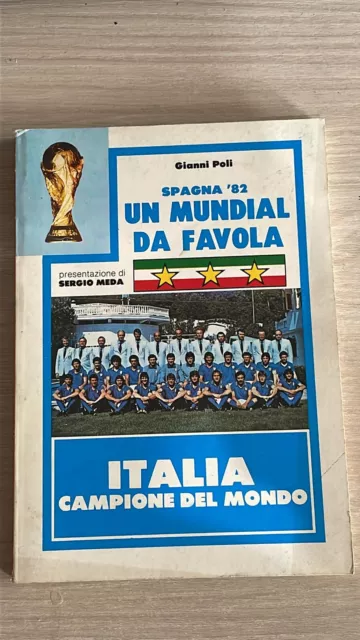 Gianni Poli
SPAGNA '82
UN MUNDIAL
DA FAVOLA
presentazione di
SERGIO MEDA
ITALIA
CAMPIONE DEL MONDO